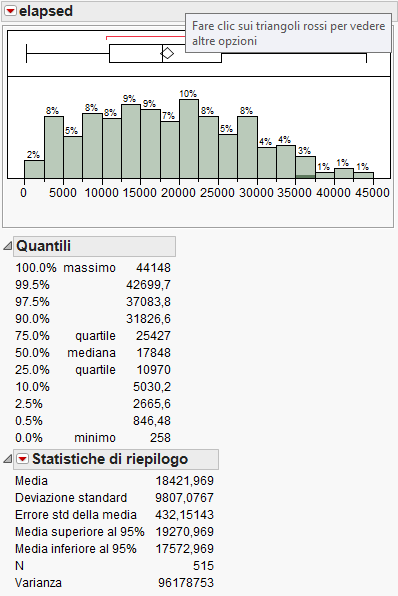 elapsed
Fare clic sui triangoli rossi per vedere
altre opzioni
2% 8% 5% 8% 8% 9% 9% 7% 10% 8% 5% 8% 4% 4% 3% 1% 1% 1%
0 5000 10000 15000 20000 25000 30000 35000 40000 45000
Quantili
100.0% massimo 44148
99.5% 42699,7
97.5% 37083,8
90.0% 31826,6
75.0% quartile 25427
50.0% mediana 17848
25.0% quartile 10970
10.0% 5030,2
2.5% 2665,6
0.5% 846,48
0.0% minimo 258
Statistiche di riepilogo
Media 18421,969
Deviazione standard 9807,0767
Errore std della media 432,15143
Media superiore al 95% 19270,969
Media inferiore al 95% 17572,969
N 515
Varianza 96178753